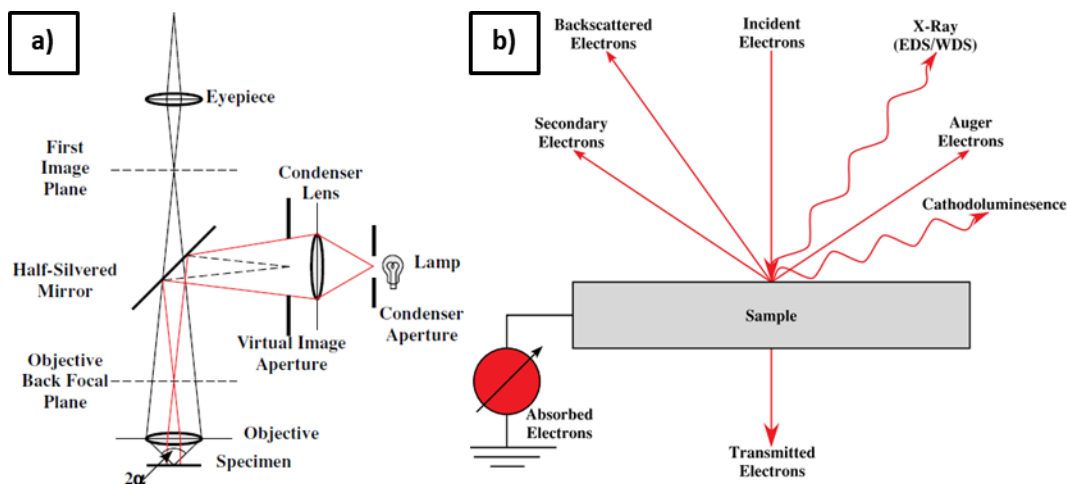 a)
Eyepiece
First
Image
Plane
Condenser
Lens
Half-Silvered
Mirror
Lamp
Condenser
Aperture
Virtual Image
Aperture
Objective
Back Focal
Plane
Objective
Specimen
2α
b)
Backscattered
Electrons
Incident
Electrons
X-Ray
(EDS/WDS)
Secondary
Electrons
Auger
Electrons
Cathodoluminesence
Sample
Absorbed
Electrons
Transmitted
Electrons